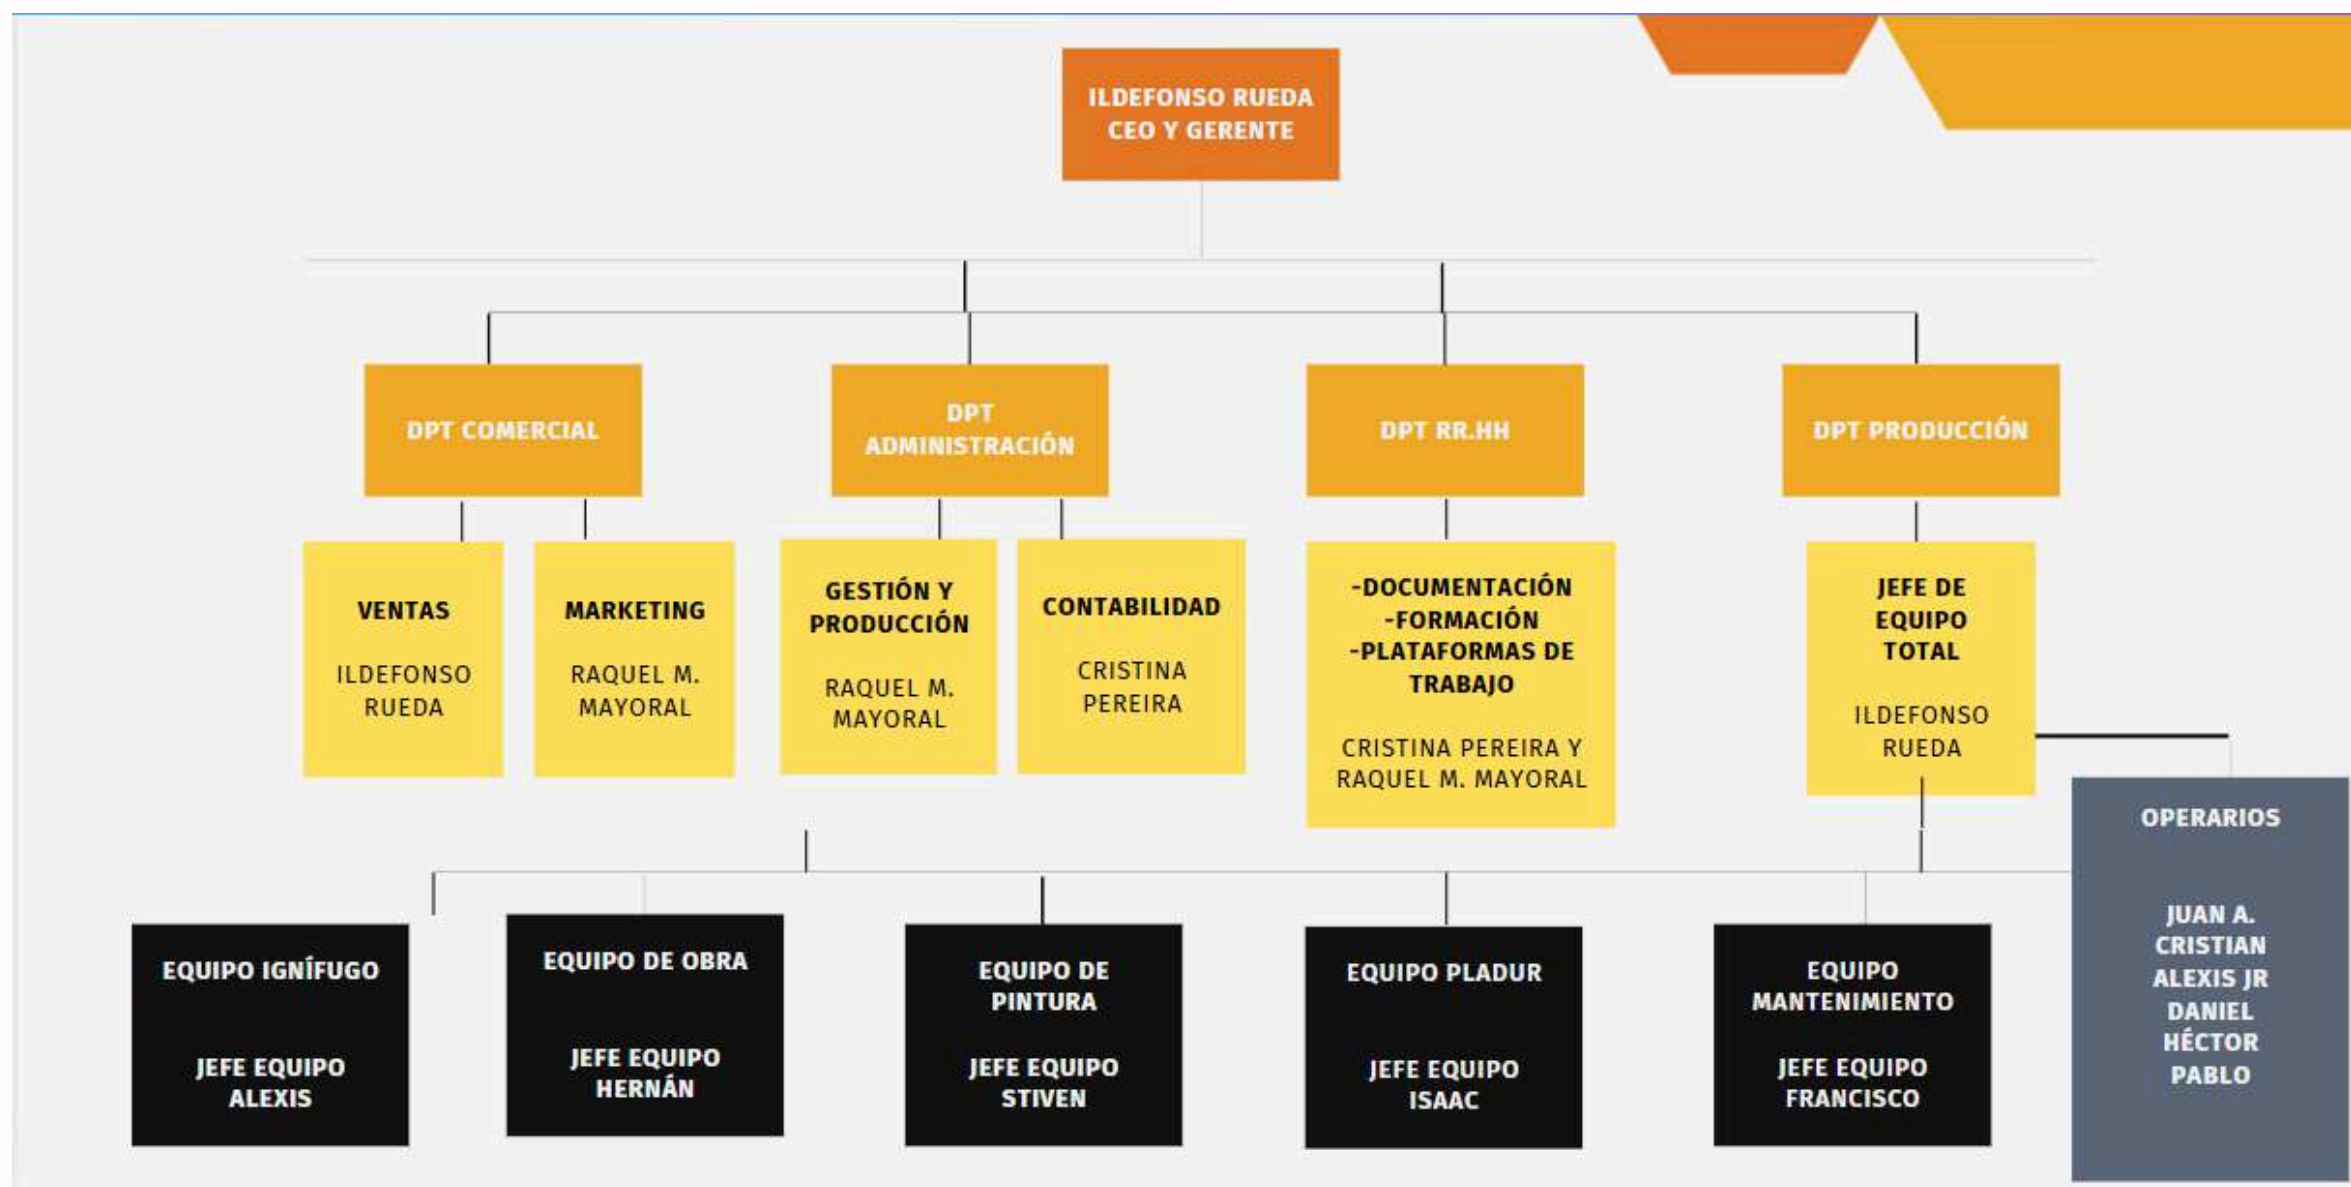 ILDEFONSO RUEDA
CEO Y GERENTE
DPT COMERCIAL
DPT
ADMINISTRACIÓN
DPT RR.HH
DPT PRODUCCIÓN
VENTAS
ILDEFONSO
RUEDA
MARKETING
RAQUEL M.
MAYORAL
GESTIÓN Y
PRODUCCIÓN
RAQUEL M.
MAYORAL
CONTABILIDAD
CRISTINA
PEREIRA
-DOCUMENTACIÓN
-FORMACIÓN
-PLATAFORMAS DE
TRABAJO
CRISTINA PEREIRA Y
RAQUEL M. MAYORAL
JEFE DE
EQUIPO
TOTAL
ILDEFONSO
RUEDA
OPERARIOS
JUAN A.
CRISTIAN
ALEXIS JR
DANIEL
HÉCTOR
PABLO
EQUIPO IGNÍFUGO
JEFE EQUIPO
ALEXIS
EQUIPO DE OBRA
JEFE EQUIPO
HERNÁN
EQUIPO DE
PINTURA
JEFE EQUIPO
STIVEN
EQUIPO PLADUR
JEFE EQUIPO
ISAAC
EQUIPO
MANTENIMIENTO
JEFE EQUIPO
FRANCISCO